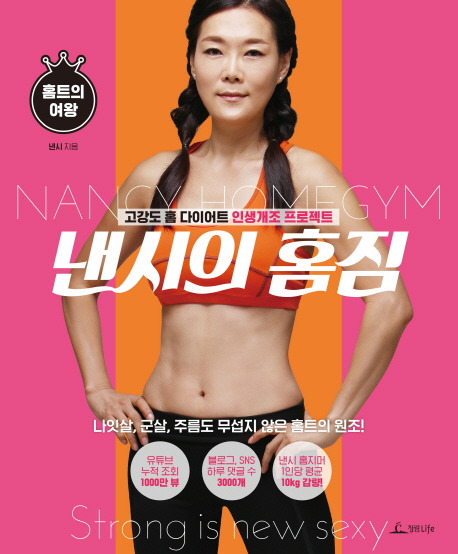 홈트의
여왕
낸시 지음
NANCY HOMEGYM
고강도 홈 다이어트 인생개조 프로젝트
낸시의 홈짐
나잇살, 군살, 주름도 무섭지 않은 홈트의 원조!
유튜브
누적 조회
1000만 뷰
블로그, SNS
하루 댓글 수
3000개
낸시 홈지머
1인당 평균
10kg 감량!
Strong is new sexy
청림Life